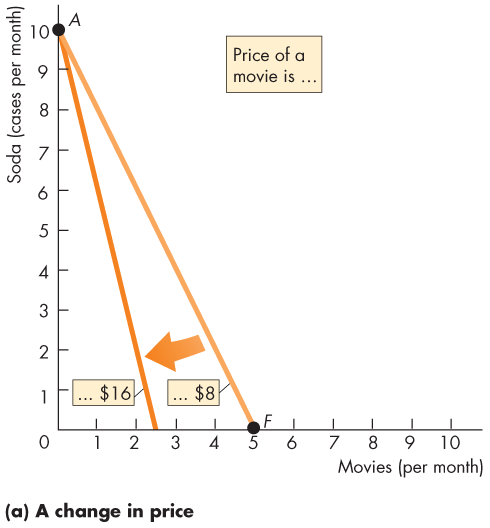 Soda (cases per month)
A
10
9
8
7
6
5
4
3
2
1
Price of a
movie is ...
... $16
... $8
F
0 1 2 3 4 5 6 7 8 9 10
Movies (per month)
(a) A change in price